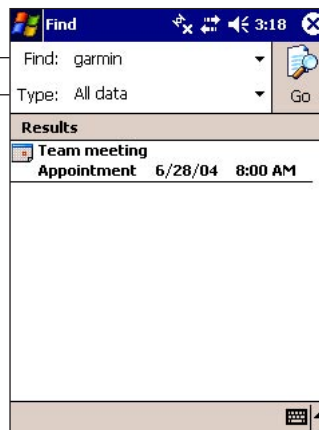 Find 3:18
Find: garmin
Type: All data
Go
Results
Team meeting
Appointment 6/28/04 8:00 AM